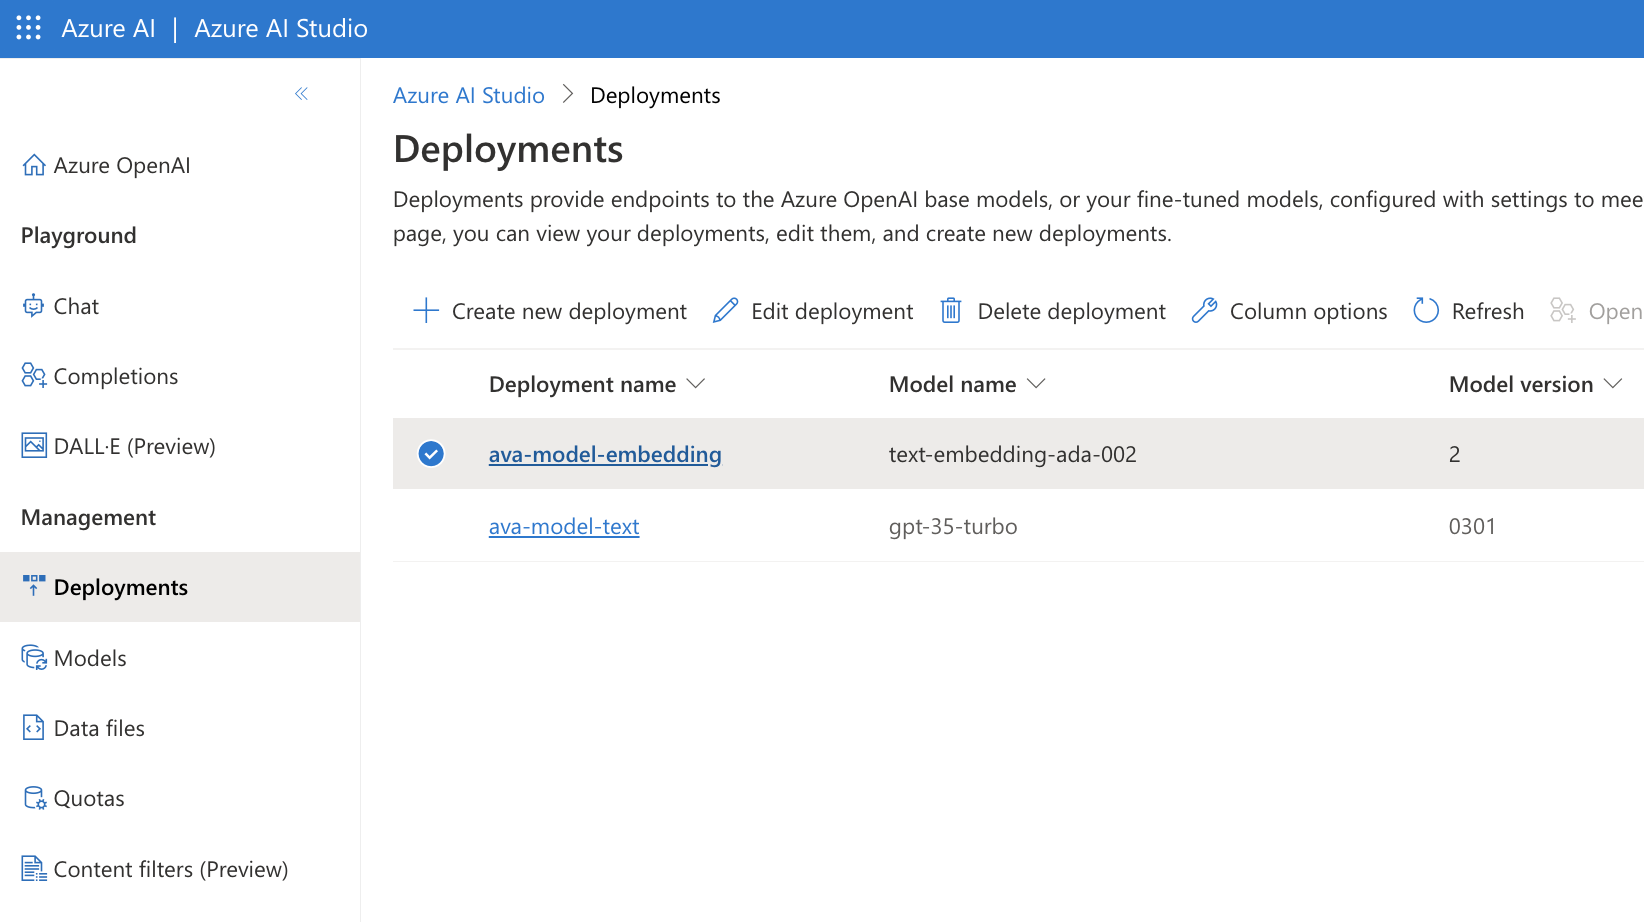 Azure AI | Azure AI Studio
Azure OpenAI
Playground
Chat
Completions
DALL·E (Preview)
Management
Deployments
Models
Data files
Quotas
Content filters (Preview)
Azure AI Studio > Deployments
Deployments
Deployments provide endpoints to the Azure OpenAI base models, or your fine-tuned models, configured with settings to mee
page, you can view your deployments, edit them, and create new deployments.
Create new deployment Edit deployment Delete deployment Column options Refresh Open
Deployment name Model name Model version
ava-model-embedding text-embedding-ada-002 2
ava-model-text gpt-35-turbo 0301